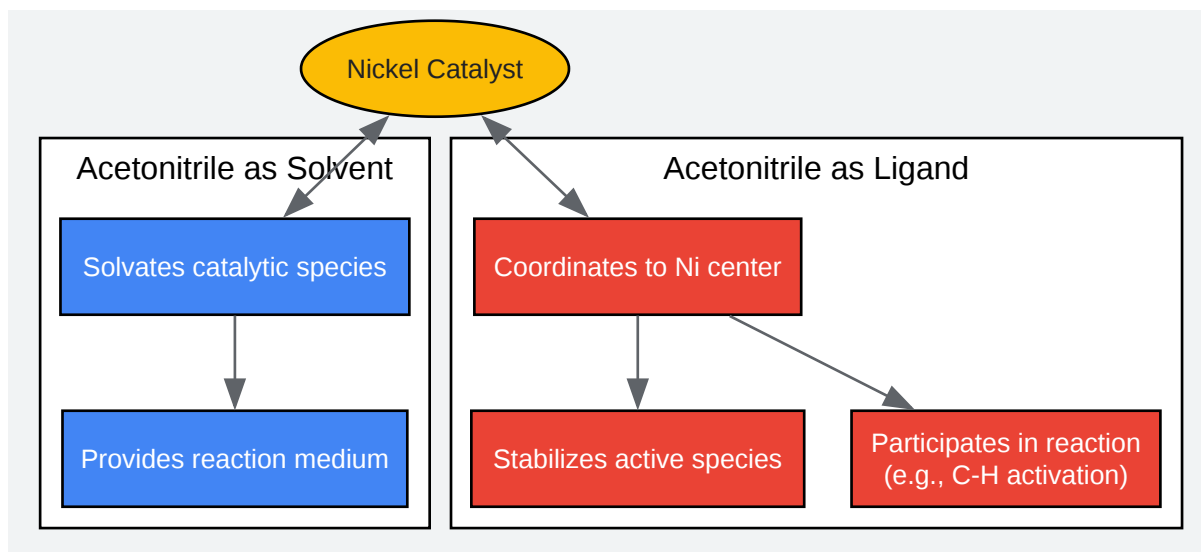 Nickel Catalyst
Acetonitrile as Solvent
Acetonitrile as Ligand
Solvates catalytic species
Coordinates to Ni center
Provides reaction medium
Stabilizes active species
Participates in reaction
(e.g., C-H activation)